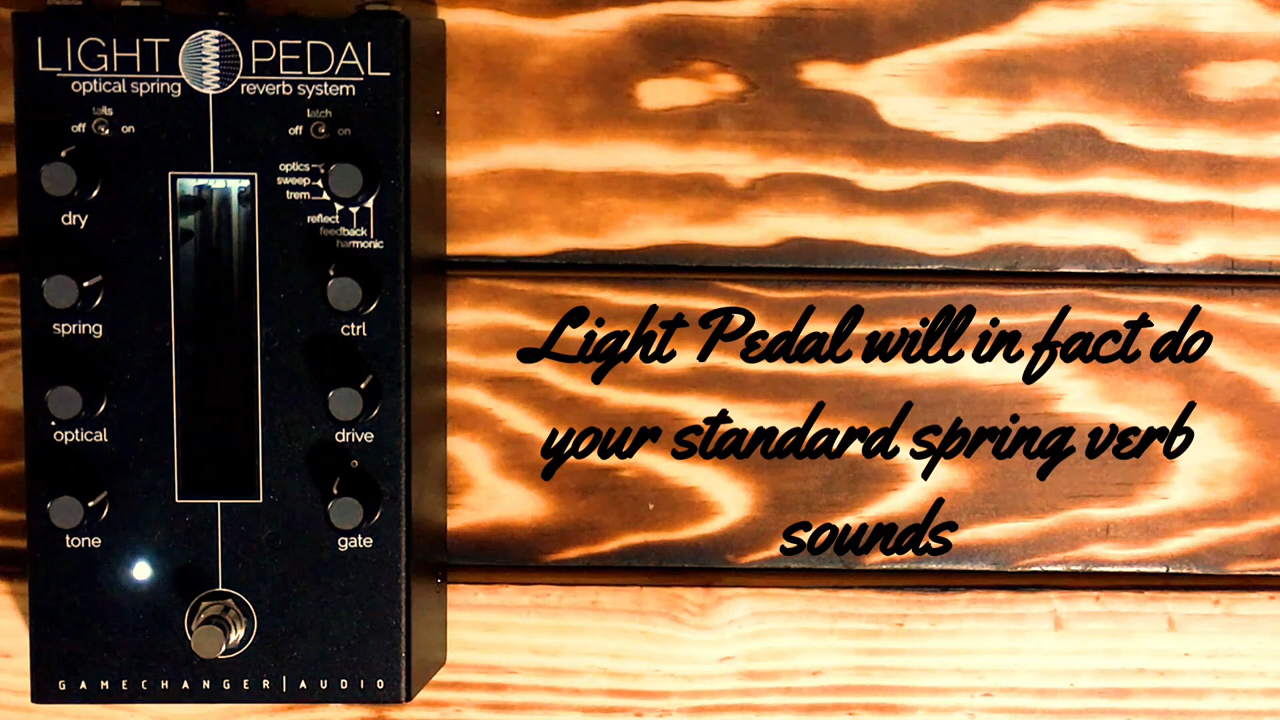 LIGHT PEDAL
optical spring reverb system
tails
off on
latch
off on
dry
optics
sweep
trem
reflect
feedback
harmonic
spring
ctrl
optical
drive
tone
gate
GAMECHANGER | AUDIO
Light Pedal will in fact do
your standard spring verb
sounds